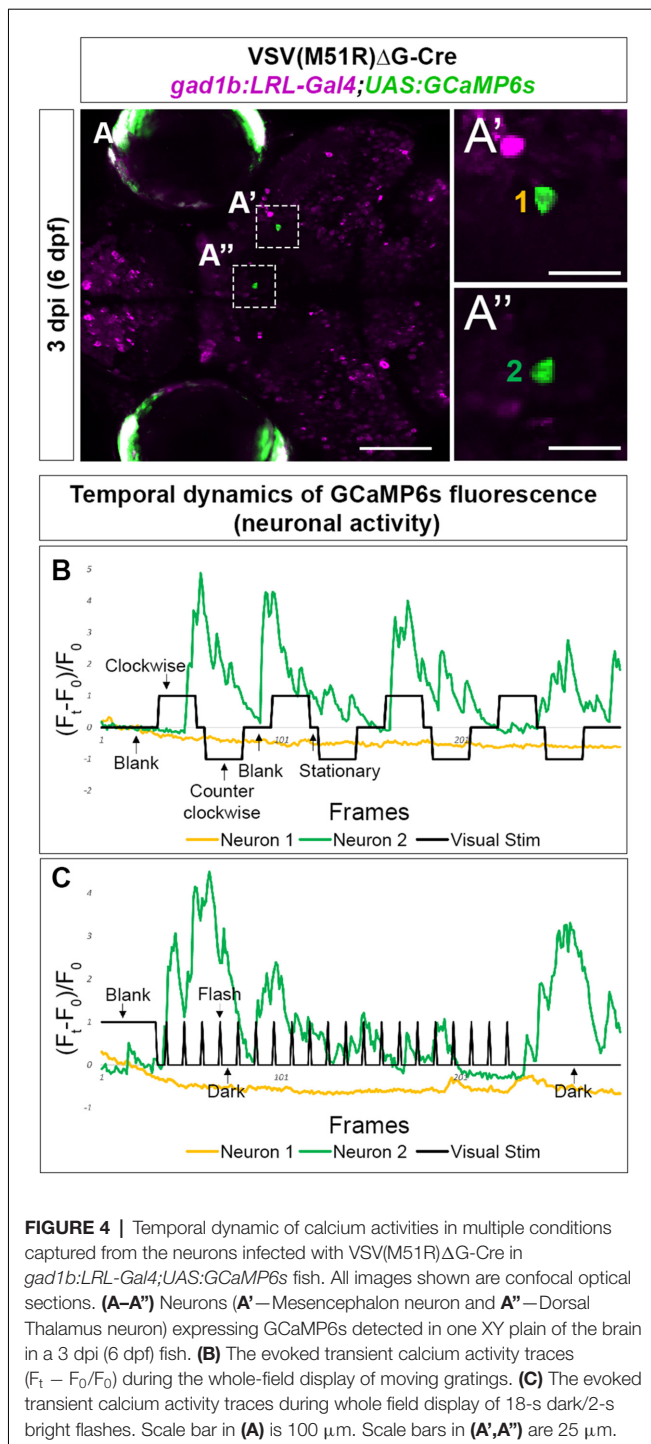 VSV(M51R)ΔG-Cre
gad1b:LRL-Gal4;UAS:GCaMP6s
3 dpi (6 dpf)
A
A'
A''
A'
1
A''
2
Temporal dynamics of GCaMP6s fluorescence
(neuronal activity)
B
(Ft-F0)/F0
5
4
3
2
1
0
-1
-2
1
101
201
Clockwise
Blank
Counter
clockwise
Blank
Stationary
Frames
Neuron 1
Neuron 2
Visual Stim
C
(Ft-F0)/F0
4
3
2
1
0
-1
1
101
201
Blank
Flash
Dark
Dark
Frames
Neuron 1
Neuron 2
Visual Stim
FIGURE 4 | Temporal dynamic of calcium activities in multiple conditions
captured from the neurons infected with VSV(M51R)ΔG-Cre in
gad1b:LRL-Gal4;UAS:GCaMP6s fish. All images shown are confocal optical
sections. (A–A'') Neurons (A'—Mesencephalon neuron and A''—Dorsal
Thalamus neuron) expressing GCaMP6s detected in one XY plain of the brain
in a 3 dpi (6 dpf) fish. (B) The evoked transient calcium activity traces
(Ft − F0/F0) during the whole-field display of moving gratings. (C) The evoked
transient calcium activity traces during whole field display of 18-s dark/2-s
bright flashes. Scale bar in (A) is 100 μm. Scale bars in (A',A'') are 25 μm.